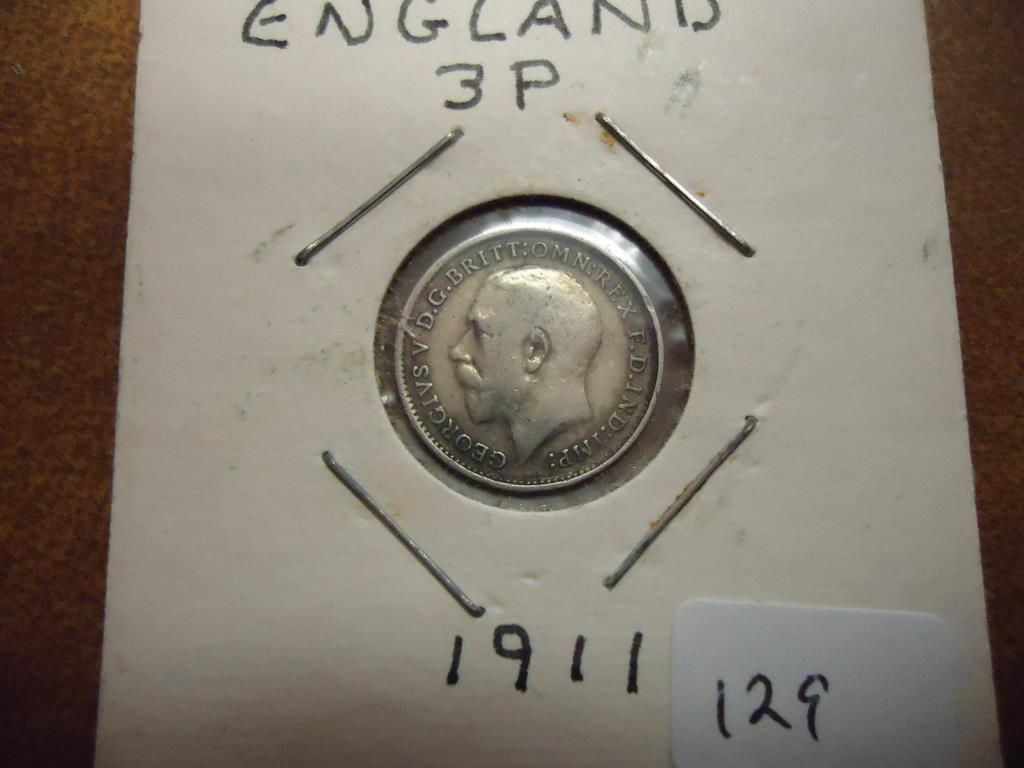 ENGLAND
3P
GEORGIVS V D.G.BRITT:OMN:REX F.D.IND:IMP:
1911
129